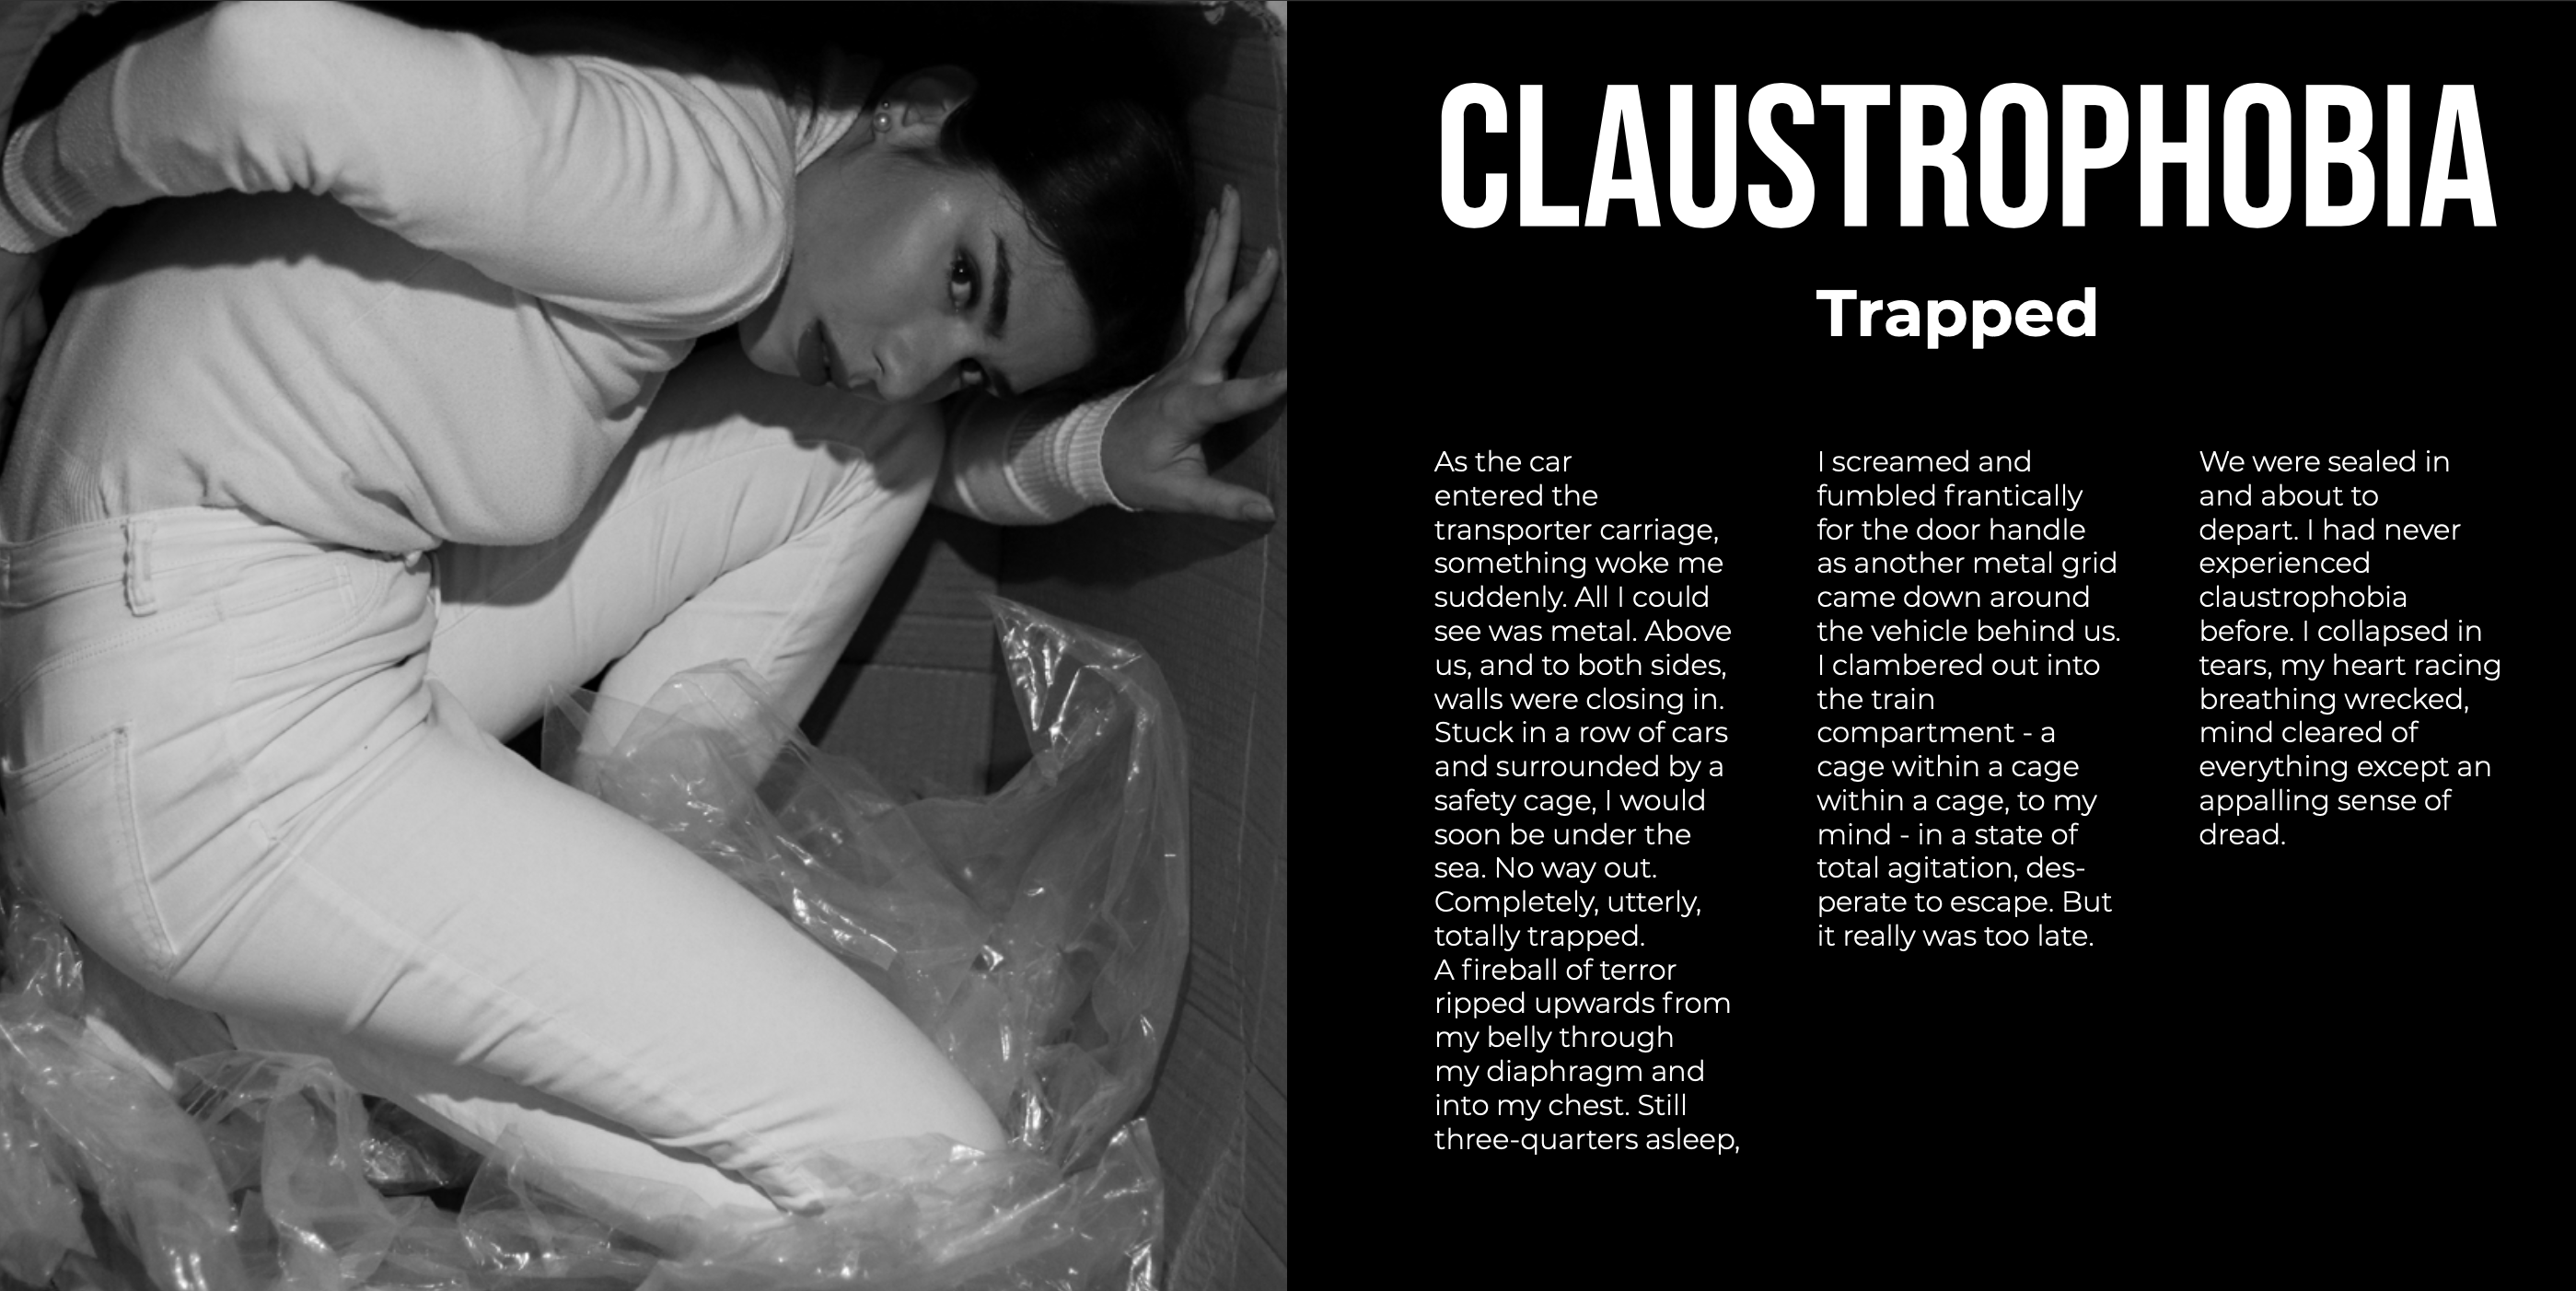 CLAUSTROPHOBIA
Trapped
As the car
entered the
transporter carriage,
something woke me
suddenly. All I could
see was metal. Above
us, and to both sides,
walls were closing in.
Stuck in a row of cars
and surrounded by a
safety cage, I would
soon be under the
sea. No way out.
Completely, utterly,
totally trapped.
A fireball of terror
ripped upwards from
my belly through
my diaphragm and
into my chest. Still
three-quarters asleep,
I screamed and
fumbled frantically
for the door handle
as another metal grid
came down around
the vehicle behind us.
I clambered out into
the train
compartment - a
cage within a cage
within a cage, to my
mind - in a state of
total agitation, des-
perate to escape. But
it really was too late.
We were sealed in
and about to
depart. I had never
experienced
claustrophobia
before. I collapsed in
tears, my heart racing
breathing wrecked,
mind cleared of
everything except an
appalling sense of
dread.